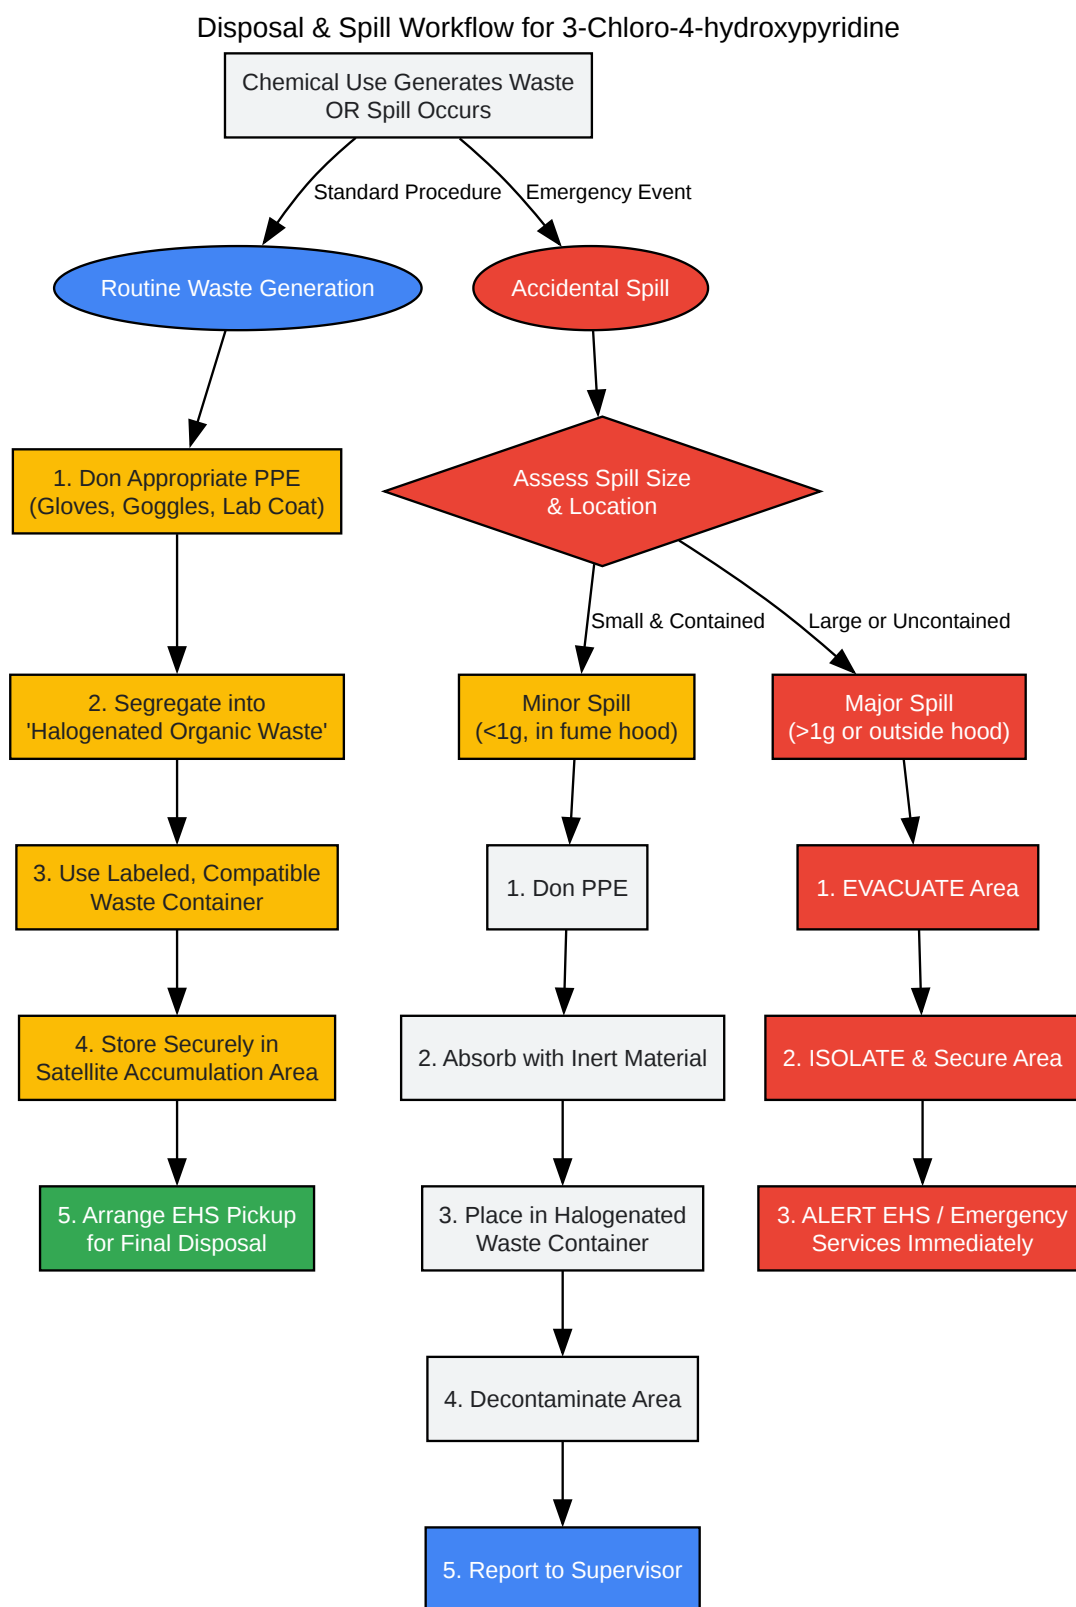 Disposal & Spill Workflow for 3-Chloro-4-hydroxypyridine
Chemical Use Generates Waste
OR Spill Occurs
Standard Procedure
Emergency Event
Routine Waste Generation
Accidental Spill
1. Don Appropriate PPE
(Gloves, Goggles, Lab Coat)
Assess Spill Size
& Location
Small & Contained
Large or Uncontained
2. Segregate into
'Halogenated Organic Waste'
Minor Spill
(<1g, in fume hood)
Major Spill
(>1g or outside hood)
3. Use Labeled, Compatible
Waste Container
1. Don PPE
1. EVACUATE Area
4. Store Securely in
Satellite Accumulation Area
2. Absorb with Inert Material
2. ISOLATE & Secure Area
5. Arrange EHS Pickup
for Final Disposal
3. Place in Halogenated
Waste Container
3. ALERT EHS / Emergency
Services Immediately
4. Decontaminate Area
5. Report to Supervisor